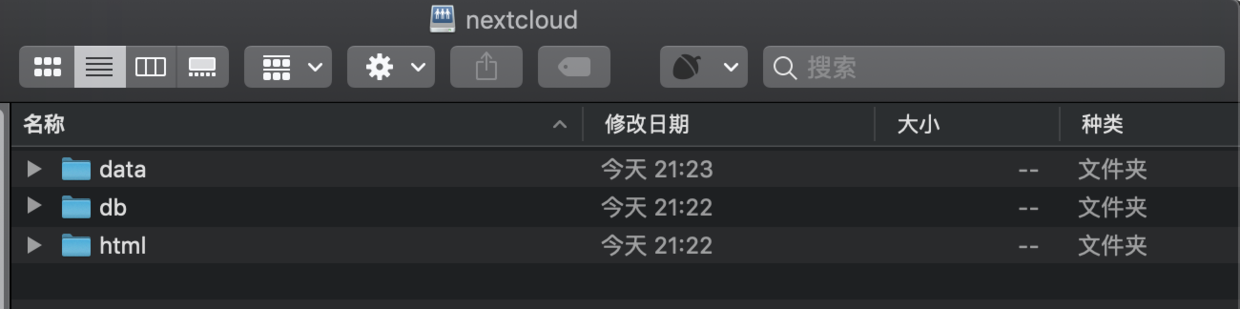 nextcloud
搜索
名称 修改日期 大小 种类
data 今天 21:23 -- 文件夹
db 今天 21:22 -- 文件夹
html 今天 21:22 -- 文件夹